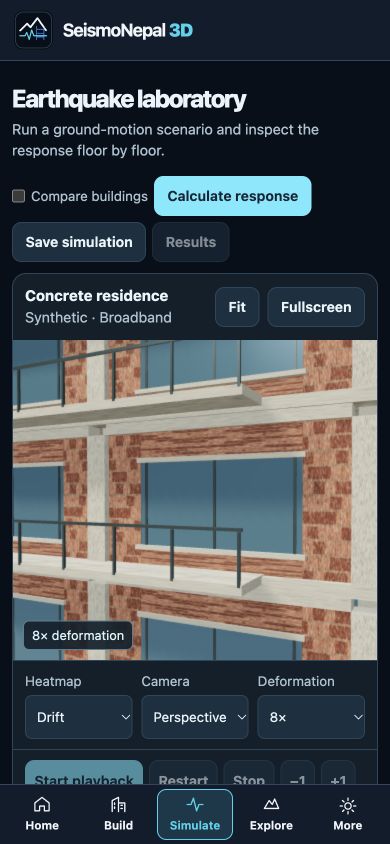 SeismoNepal 3D
Earthquake laboratory
Run a ground-motion scenario and inspect the
response floor by floor.
Compare buildings
Calculate response
Save simulation
Results
Concrete residence
Synthetic · Broadband
Fit
Fullscreen
8× deformation
Heatmap
Camera
Deformation
Drift
Perspective
8×
Start playback
Restart
Stop
−1
+1
Home
Build
Simulate
Explore
More